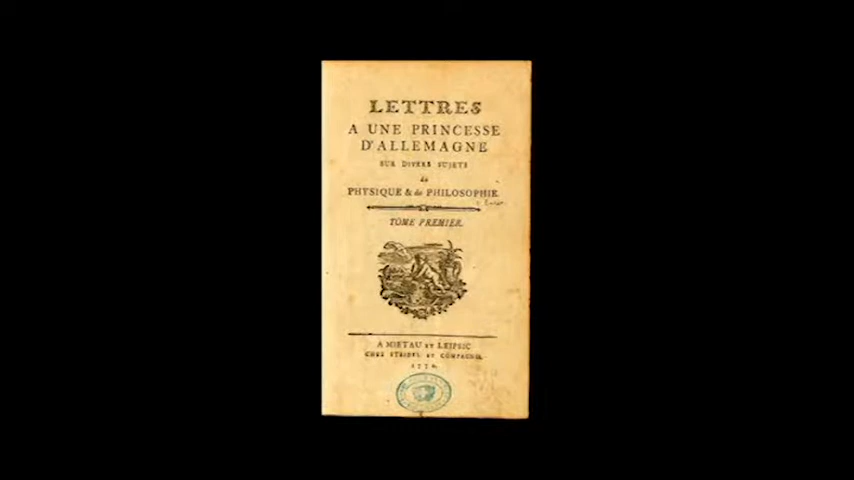 LETTRES
A UNE PRINCESSE
D'ALLEMAGNE
SUR DIVERS SUJETS
de
PHYSIQUE & de PHILOSOPHIE.
TOME PREMIER.
A MIETAU ET LEIPSIC
CHEZ STEIDEL ET COMPAGNIE.